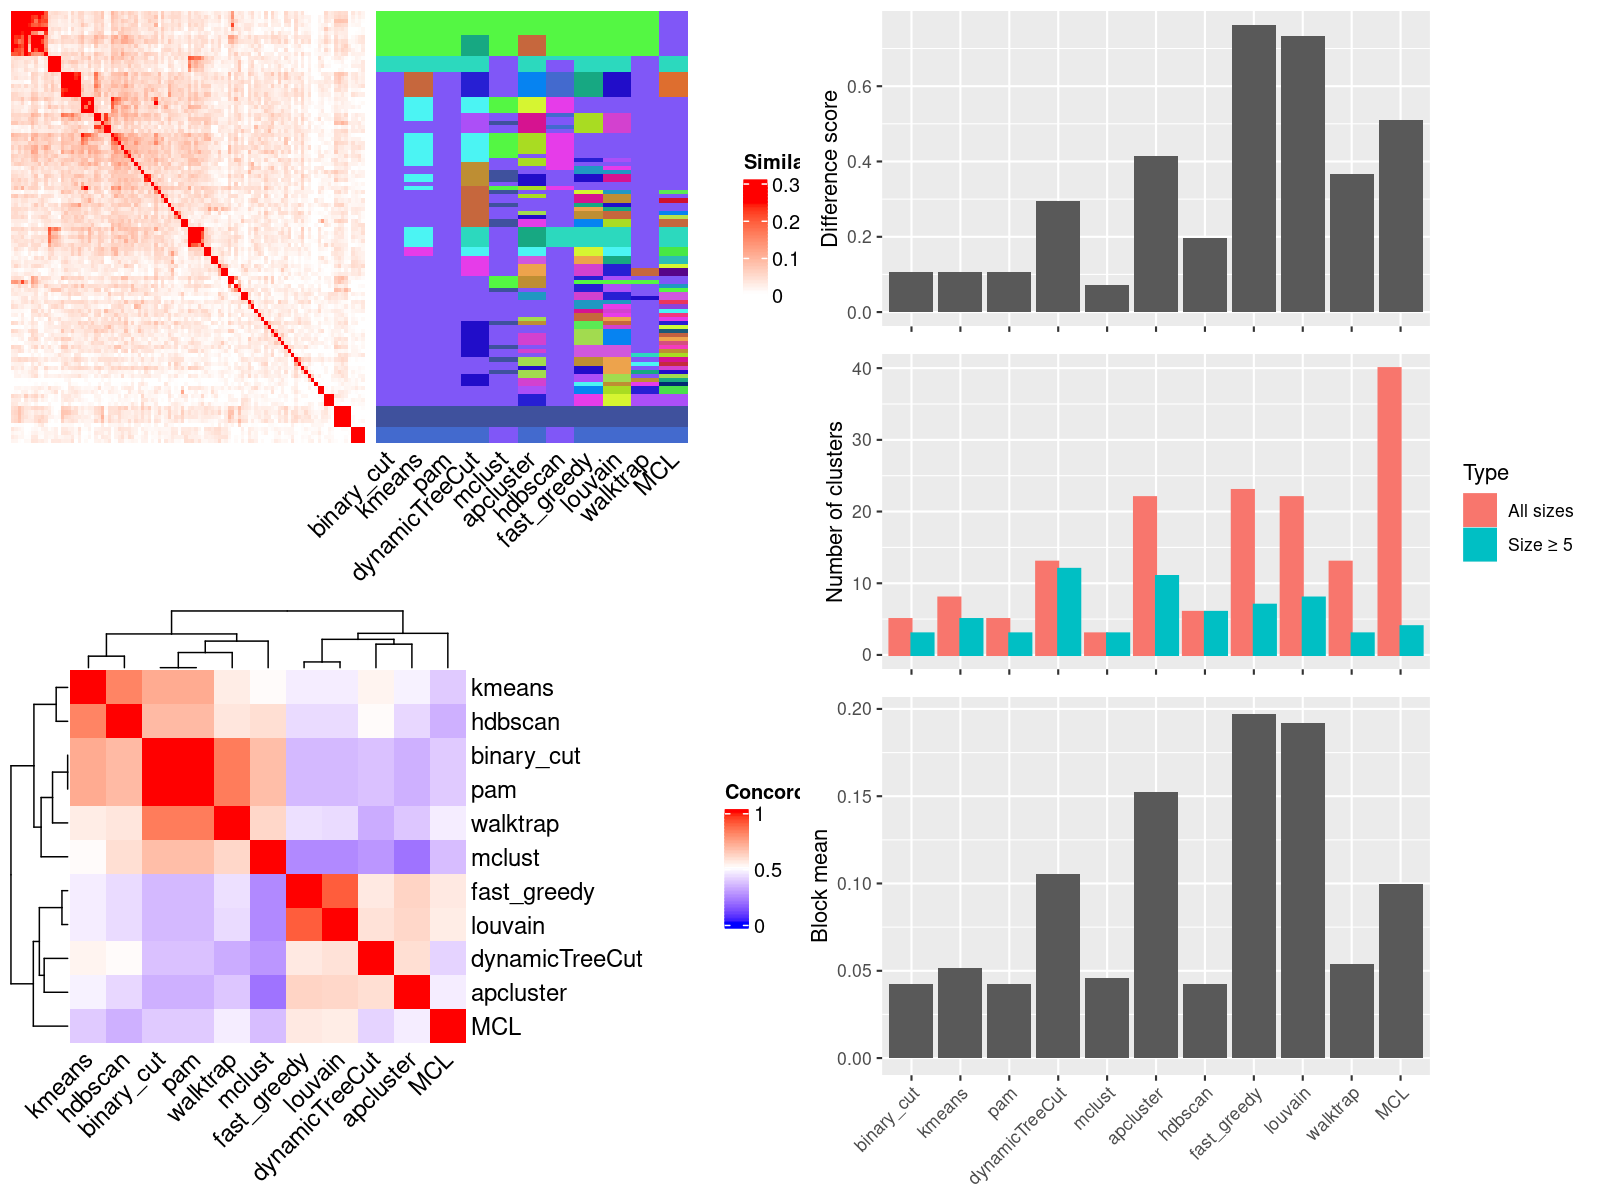 Simila
0.3
0.2
0.1
0
binary_cut
kmeans
pam
dynamicTreeCut
mclust
apcluster
hdbscan
fast_greedy
louvain
walktrap
MCL
Difference score
0.6
0.4
0.2
0.0
Number of clusters
40
30
20
10
0
Type
All sizes
Size ≥ 5
kmeans
hdbscan
binary_cut
pam
walktrap
mclust
fast_greedy
louvain
dynamicTreeCut
apcluster
MCL
kmeans
hdbscan
binary_cut
pam
walktrap
mclust
fast_greedy
louvain
dynamicTreeCut
apcluster
MCL
Concord
1
0.5
0
Block mean
0.20
0.15
0.10
0.05
0.00
binary_cut
kmeans
pam
dynamicTreeCut
mclust
apcluster
hdbscan
fast_greedy
louvain
walktrap
MCL